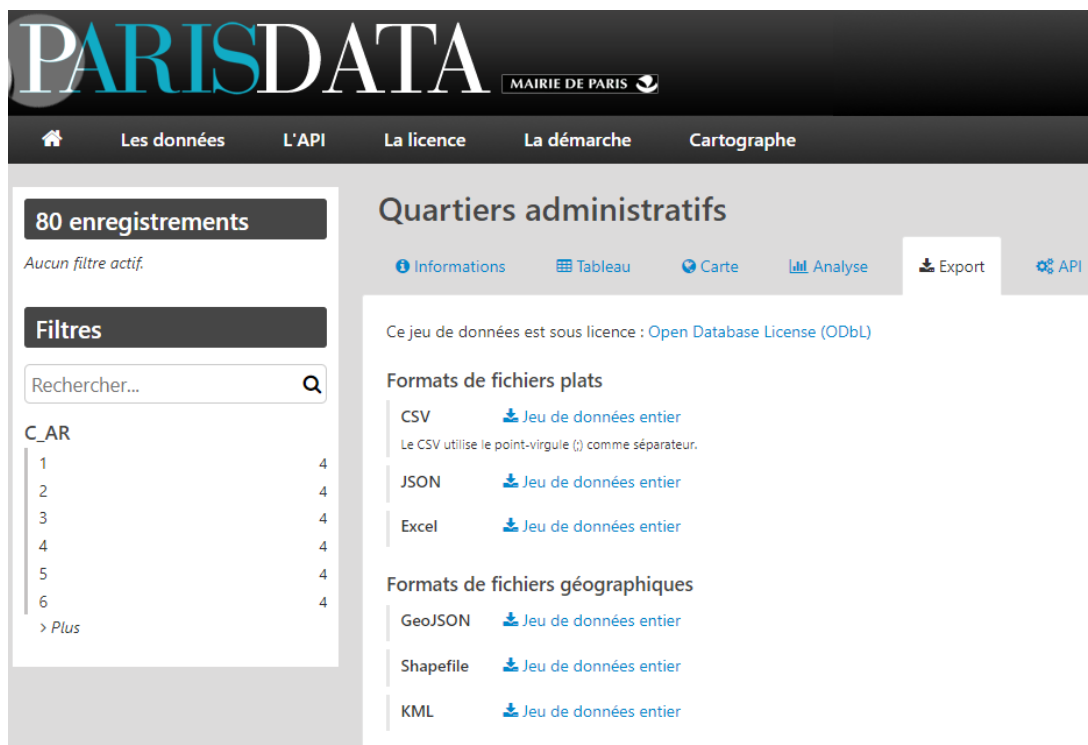 PARISDATA MAIRIE DE PARIS
Les données L'API La licence La démarche Cartographe
80 enregistrements
Aucun filtre actif.
Filtres
Rechercher...
C_AR
1 4
2 4
3 4
4 4
5 4
6 4
> Plus
Quartiers administratifs
Informations Tableau Carte Analyse Export API
Ce jeu de données est sous licence : Open Database License (ODbL)
Formats de fichiers plats
CSV Jeu de données entier
Le CSV utilise le point-virgule (;) comme séparateur.
JSON Jeu de données entier
Excel Jeu de données entier
Formats de fichiers géographiques
GeoJSON Jeu de données entier
Shapefile Jeu de données entier
KML Jeu de données entier